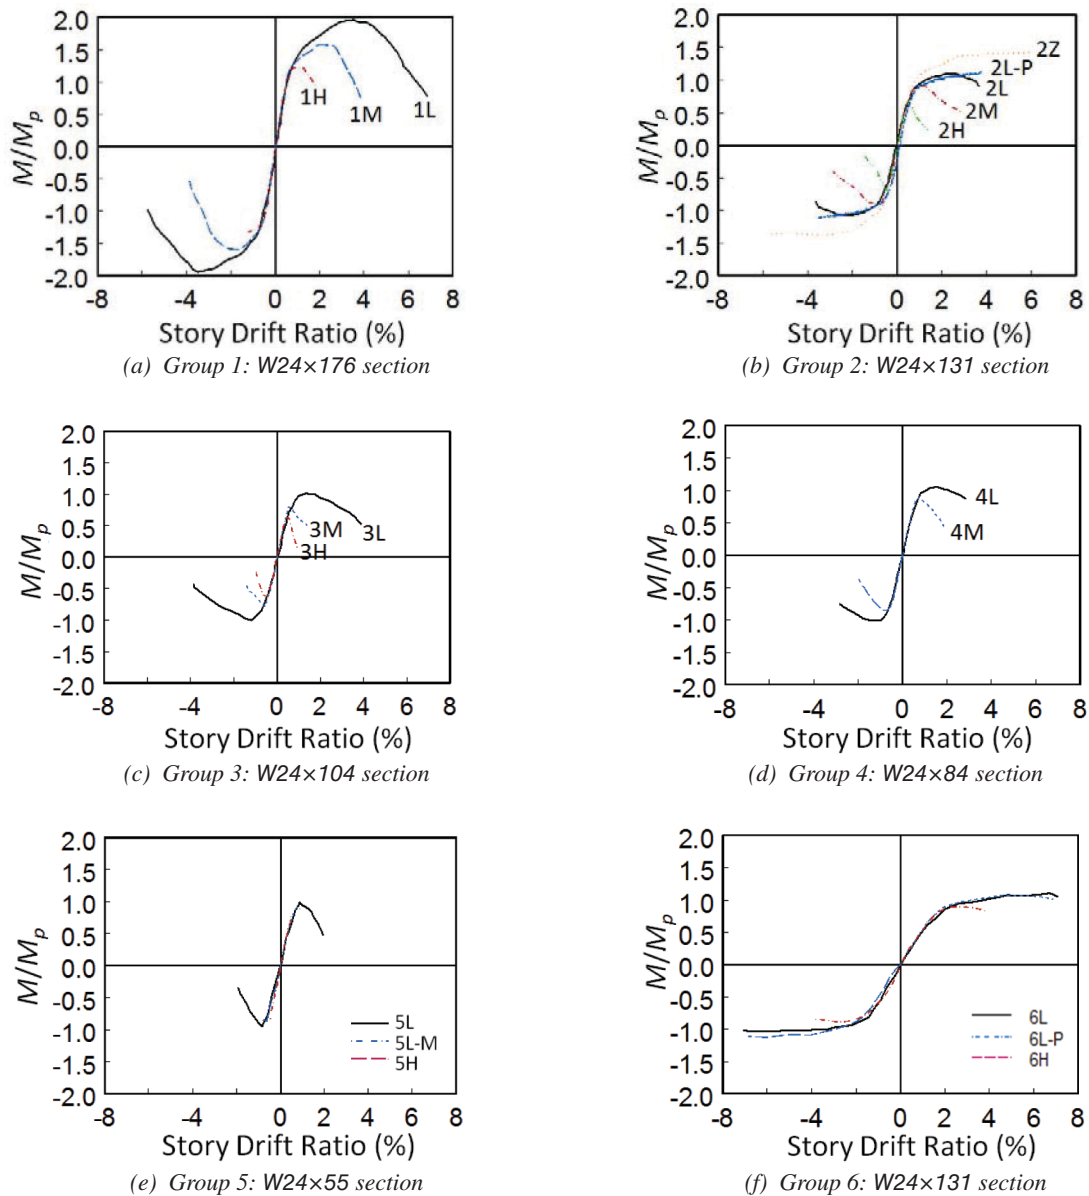 2.0
1.5
1.0
0.5
0.0
-0.5
-1.0
-1.5
-2.0
M/Mp
1H
1M
1L
-8 -4 0 2 4 6 8
Story Drift Ratio (%)
(a) Group 1: W24×176 section
2.0
1.5
1.0
0.5
0.0
-0.5
-1.0
-1.5
-2.0
M/Mp
2Z
2L-P
2L
2M
2H
-8 -4 0 2 4 6 8
Story Drift Ratio (%)
(b) Group 2: W24×131 section
2.0
1.5
1.0
0.5
0.0
-0.5
-1.0
-1.5
-2.0
M/Mp
3M
3L
3H
-8 -4 0 2 4 6 8
Story Drift Ratio (%)
(c) Group 3: W24×104 section
2.0
1.5
1.0
0.5
0.0
-0.5
-1.0
-1.5
-2.0
M/Mp
4L
4M
-8 -4 0 2 4 6 8
Story Drift Ratio (%)
(d) Group 4: W24×84 section
2.0
1.5
1.0
0.5
0.0
-0.5
-1.0
-1.5
-2.0
M/Mp
5L
5L-M
5H
-8 -4 0 4 8
Story Drift Ratio (%)
(e) Group 5: W24×55 section
2.0
1.5
1.0
0.5
0.0
-0.5
-1.0
-1.5
-2.0
M/Mp
6L
6L-P
6H
-8 -4 0 4 8
Story Drift Ratio (%)
(f) Group 6: W24×131 section